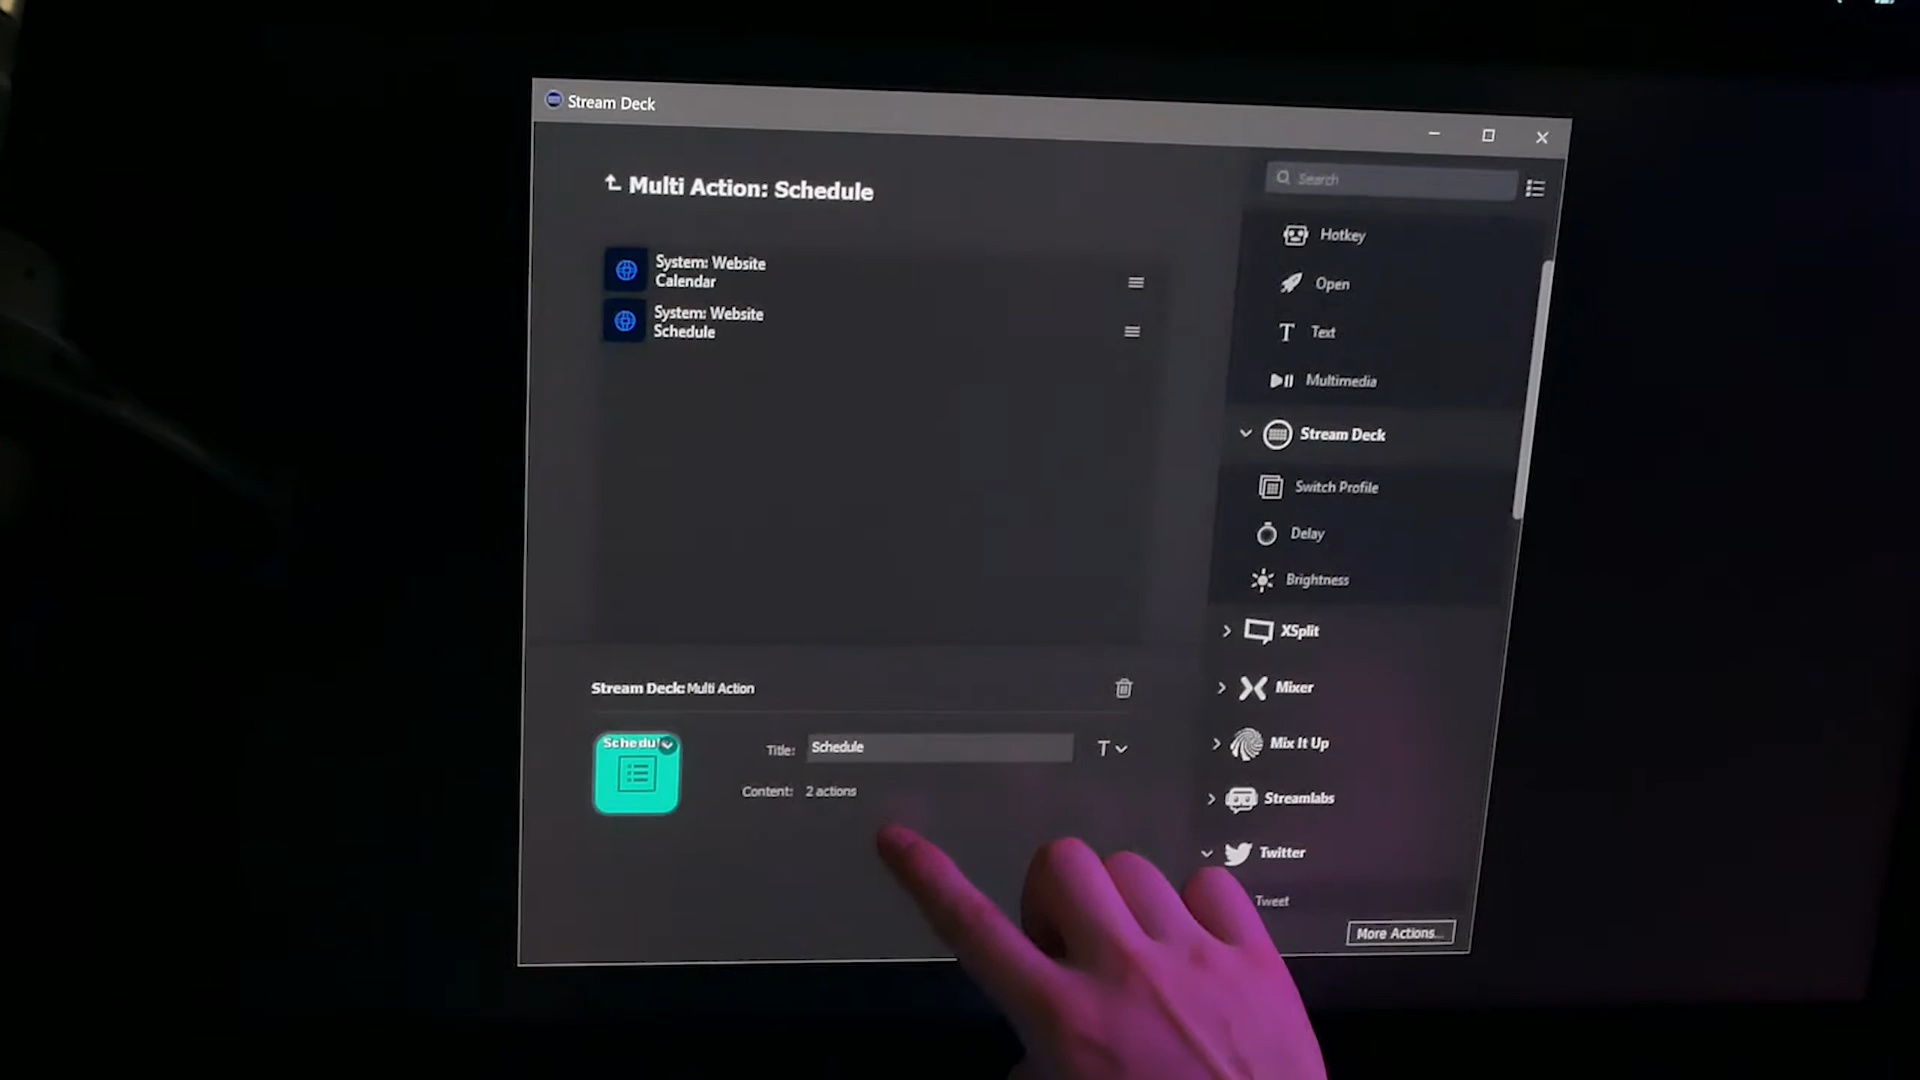 Stream Deck
Multi Action: Schedule
System: Website
Calendar
System: Website
Schedule
Stream Deck: Multi Action
Schedul
Title: Schedule
Content: 2 actions
Search
Hotkey
Open
Text
Multimedia
Stream Deck
Switch Profile
Delay
Brightness
XSplit
Mixer
Mix It Up
Streamlabs
Twitter
Tweet
More Actions...